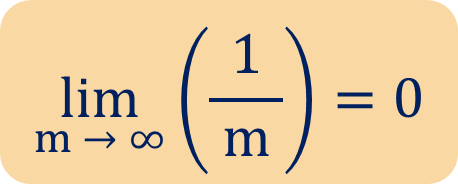 lim m → ∞ (1/m) = 0